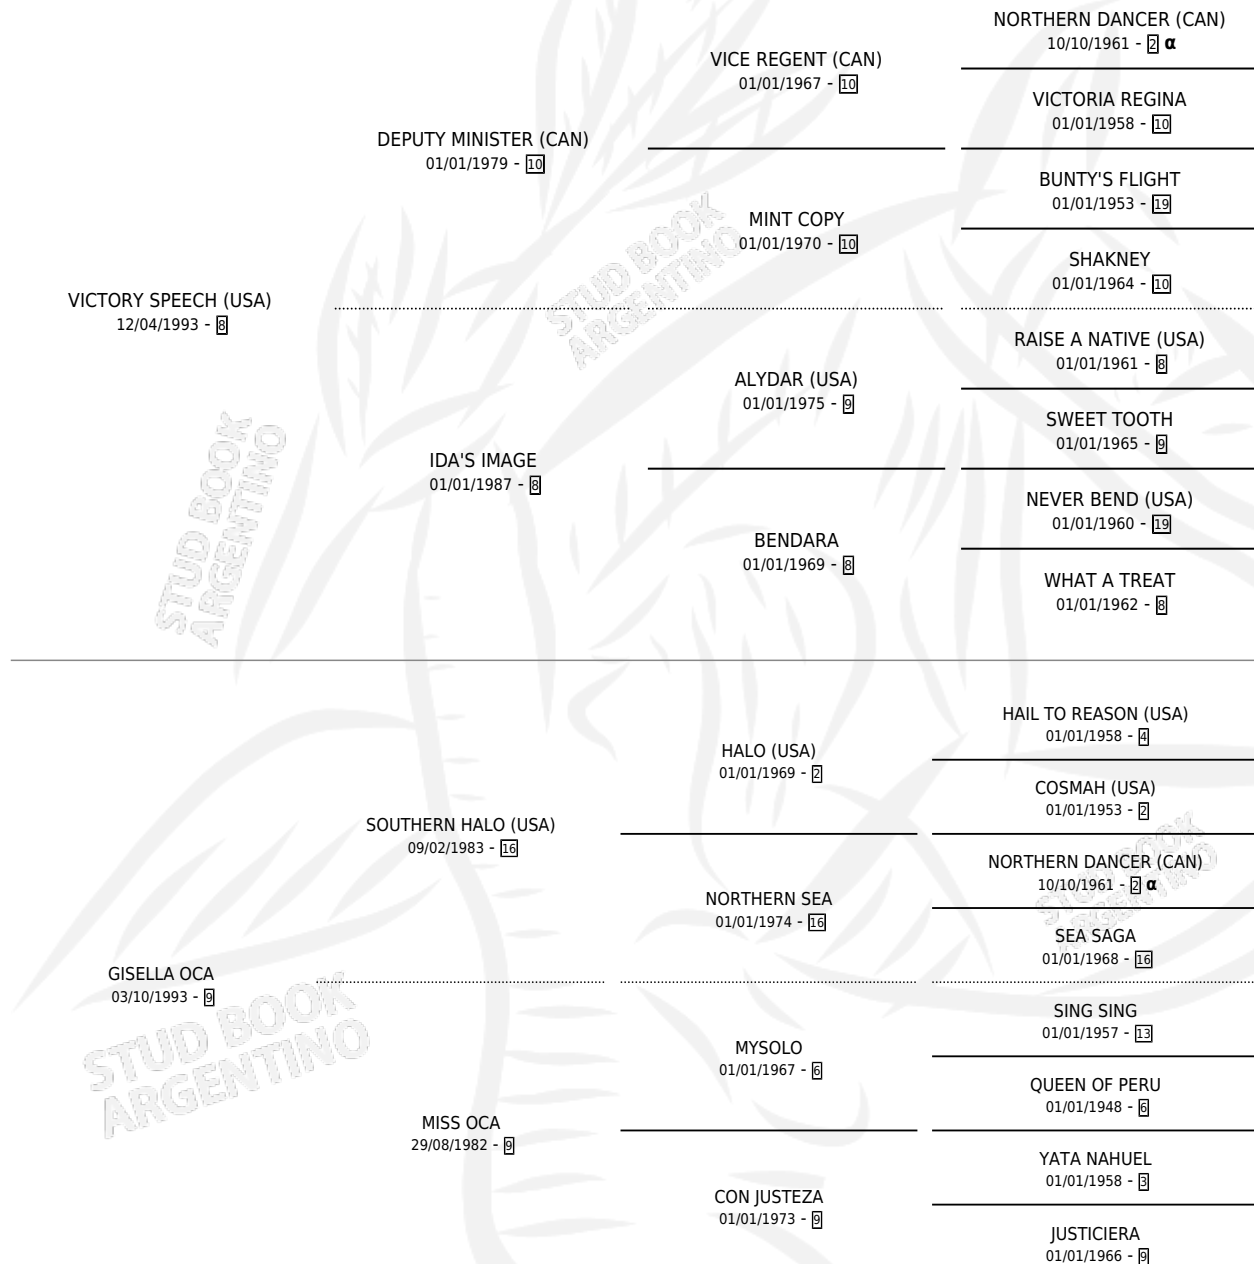 NORTHERN DANCER (CAN)
10/10/1961 - 2 α
VICE REGENT (CAN)
01/01/1967 - 10
VICTORIA REGINA
01/01/1958 - 10
DEPUTY MINISTER (CAN)
01/01/1979 - 10
BUNTY'S FLIGHT
01/01/1953 - 19
MINT COPY
01/01/1970 - 10
SHAKNEY
01/01/1964 - 10
VICTORY SPEECH (USA)
12/04/1993 - 8
RAISE A NATIVE (USA)
01/01/1961 - 8
ALYDAR (USA)
01/01/1975 - 9
SWEET TOOTH
01/01/1965 - 9
IDA'S IMAGE
01/01/1987 - 8
NEVER BEND (USA)
01/01/1960 - 19
BENDARA
01/01/1969 - 8
WHAT A TREAT
01/01/1962 - 8
HAIL TO REASON (USA)
01/01/1958 - 4
HALO (USA)
01/01/1969 - 2
COSMAH (USA)
01/01/1953 - 2
SOUTHERN HALO (USA)
09/02/1983 - 16
NORTHERN DANCER (CAN)
10/10/1961 - 2 α
NORTHERN SEA
01/01/1974 - 16
SEA SAGA
01/01/1968 - 16
GISELLA OCA
03/10/1993 - 9
SING SING
01/01/1957 - 13
MYSOLO
01/01/1967 - 6
QUEEN OF PERU
01/01/1948 - 6
MISS OCA
29/08/1982 - 9
YATA NAHUEL
01/01/1958 - 3
CON JUSTEZA
01/01/1973 - 9
JUSTICIERA
01/01/1966 - 9
STUD BOOK
ARGENTINO
STUD BOOK
ARGENTINO
STUD BOOK
ARGENTINO
STUD BOOK
ARGENTINO